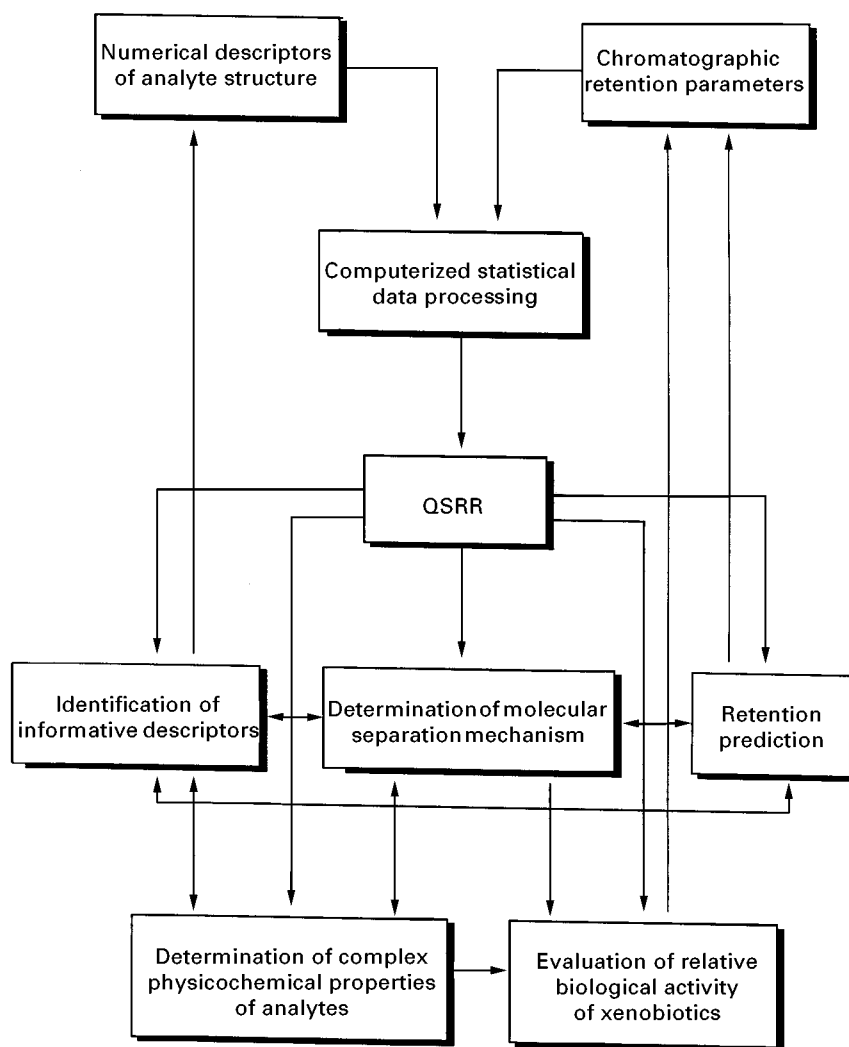 Numerical descriptors
of analyte structure
Chromatographic
retention parameters
Computerized statistical
data processing
QSRR
Identification of
informative descriptors
Determination of molecular
separation mechanism
Retention
prediction
Determination of complex
physicochemical properties
of analytes
Evaluation of relative
biological activity
of xenobiotics